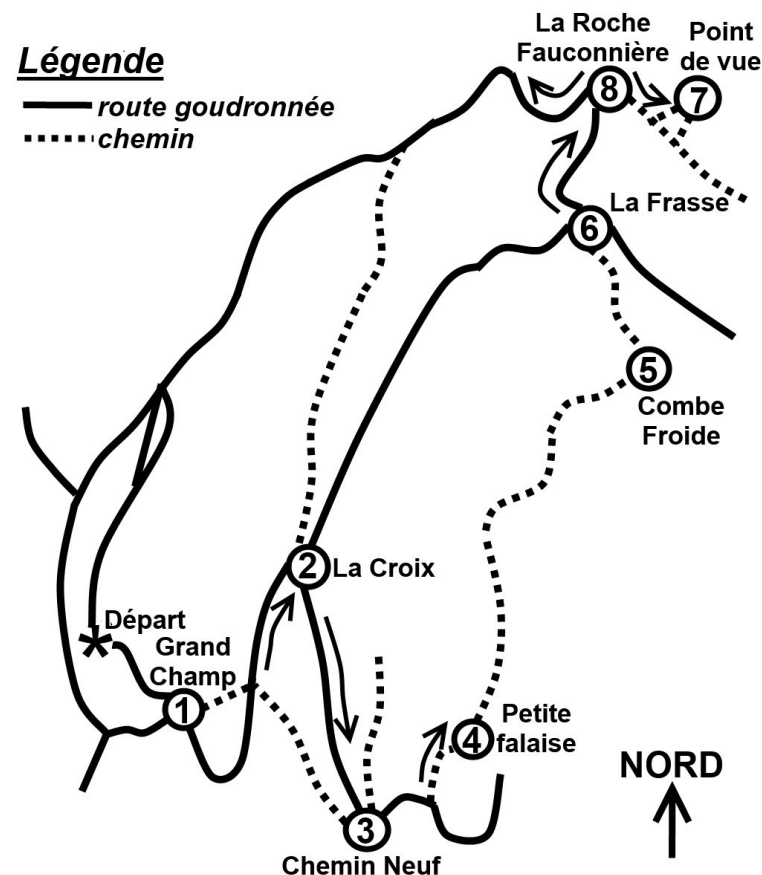 La Roche
Fauconnière
Point
de vue
8
7
Légende
route goudronnée
chemin
La Frasse
6
5
Combe
Froide
2
La Croix
Départ
Grand
Champ
1
Petite
falaise
4
NORD
3
Chemin Neuf